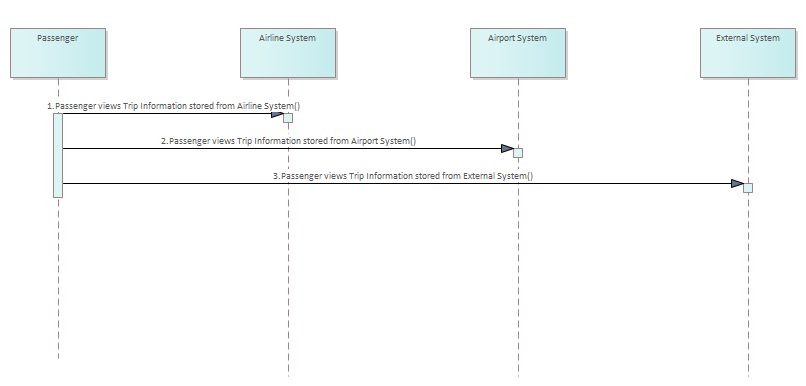 Passenger
Airline System
Airport System
External System
1.Passenger views Trip Information stored from Airline System()
2.Passenger views Trip Information stored from Airport System()
3.Passenger views Trip Information stored from External System()